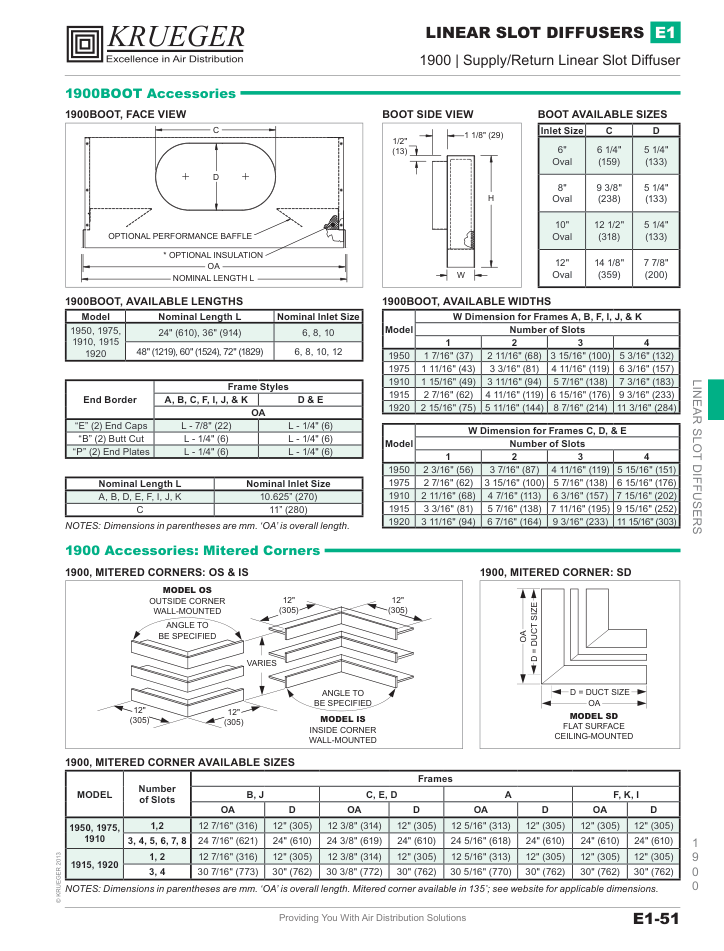 KRUEGER
Excellence in Air Distribution
LINEAR SLOT DIFFUSERS E1
1900 | Supply/Return Linear Slot Diffuser
1900BOOT Accessories
1900BOOT, FACE VIEW
C
D
OPTIONAL PERFORMANCE BAFFLE
* OPTIONAL INSULATION
OA
NOMINAL LENGTH L
BOOT SIDE VIEW
1/2"
(13)
1 1/8" (29)
H
W
BOOT AVAILABLE SIZES
Inlet Size C D
6" Oval 6 1/4" (159) 5 1/4" (133)
8" Oval 9 3/8" (238) 5 1/4" (133)
10" Oval 12 1/2" (318) 5 1/4" (133)
12" Oval 14 1/8" (359) 7 7/8" (200)
1900BOOT, AVAILABLE LENGTHS
Model Nominal Length L Nominal Inlet Size
1950, 1975, 1910, 1915 1920
24" (610), 36" (914) 6, 8, 10
48" (1219), 60" (1524), 72" (1829) 6, 8, 10, 12
End Border Frame Styles
A, B, C, F, I, J, & K D & E
OA
"E" (2) End Caps L - 7/8" (22) L - 1/4" (6)
"B" (2) Butt Cut L - 1/4" (6) L - 1/4" (6)
"P" (2) End Plates L - 1/4" (6) L - 1/4" (6)
Nominal Length L Nominal Inlet Size
A, B, D, E, F, I, J, K 10.625" (270)
C 11" (280)
NOTES: Dimensions in parentheses are mm. 'OA' is overall length.
1900BOOT, AVAILABLE WIDTHS
Model W Dimension for Frames A, B, F, I, J, & K
Number of Slots
1 2 3 4
1950 1 7/16" (37) 2 11/16" (68) 3 15/16" (100) 5 3/16" (132)
1975 1 11/16" (43) 3 3/16" (81) 4 11/16" (119) 6 3/16" (157)
1910 1 15/16" (49) 3 11/16" (94) 5 7/16" (138) 7 3/16" (183)
1915 2 7/16" (62) 4 11/16" (119) 6 15/16" (176) 9 3/16" (233)
1920 2 15/16" (75) 5 11/16" (144) 8 7/16" (214) 11 3/16" (284)
Model W Dimension for Frames C, D, & E
Number of Slots
1 2 3 4
1950 2 3/16" (56) 3 7/16" (87) 4 11/16" (119) 5 15/16" (151)
1975 2 7/16" (62) 3 15/16" (100) 5 7/16" (138) 6 15/16" (176)
1910 2 11/16" (68) 4 7/16" (113) 6 3/16" (157) 7 15/16" (202)
1915 3 3/16" (81) 5 7/16" (138) 7 11/16" (195) 9 15/16" (252)
1920 3 11/16" (94) 6 7/16" (164) 9 3/16" (233) 11 15/16" (303)
LINEAR SLOT DIFFUSERS
1900 Accessories: Mitered Corners
1900, MITERED CORNERS: OS & IS
MODEL OS
OUTSIDE CORNER
WALL-MOUNTED
ANGLE TO
BE SPECIFIED
12"
(305)
12"
(305)
VARIES
12"
(305)
12"
(305)
ANGLE TO
BE SPECIFIED
MODEL IS
INSIDE CORNER
WALL-MOUNTED
1900, MITERED CORNER: SD
OA
D = DUCT SIZE
D = DUCT SIZE
OA
MODEL SD
FLAT SURFACE
CEILING-MOUNTED
1900, MITERED CORNER AVAILABLE SIZES
MODEL Number of Slots Frames
B, J C, E, D A F, K, I
OA D OA D OA D OA D
1950, 1975, 1910
1,2 12 7/16" (316) 12" (305) 12 3/8" (314) 12" (305) 12 5/16" (313) 12" (305) 12" (305) 12" (305)
3, 4, 5, 6, 7, 8 24 7/16" (621) 24" (610) 24 3/8" (619) 24" (610) 24 5/16" (618) 24" (610) 24" (610) 24" (610)
1915, 1920
1, 2 12 7/16" (316) 12" (305) 12 3/8" (314) 12" (305) 12 5/16" (313) 12" (305) 12" (305) 12" (305)
3, 4 30 7/16" (773) 30" (762) 30 3/8" (772) 30" (762) 30 5/16" (770) 30" (762) 30" (762) 30" (762)
NOTES: Dimensions in parentheses are mm. 'OA' is overall length. Mitered corner available in 135˚; see website for applicable dimensions.
© KRUEGER 2013
1900
Providing You With Air Distribution Solutions
E1-51